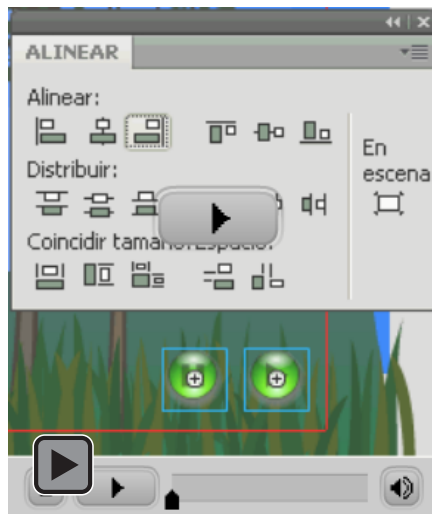 ALINEAR
Alinear:
En
escena
Distribuir:
Coincidir tamaño: Espacio: